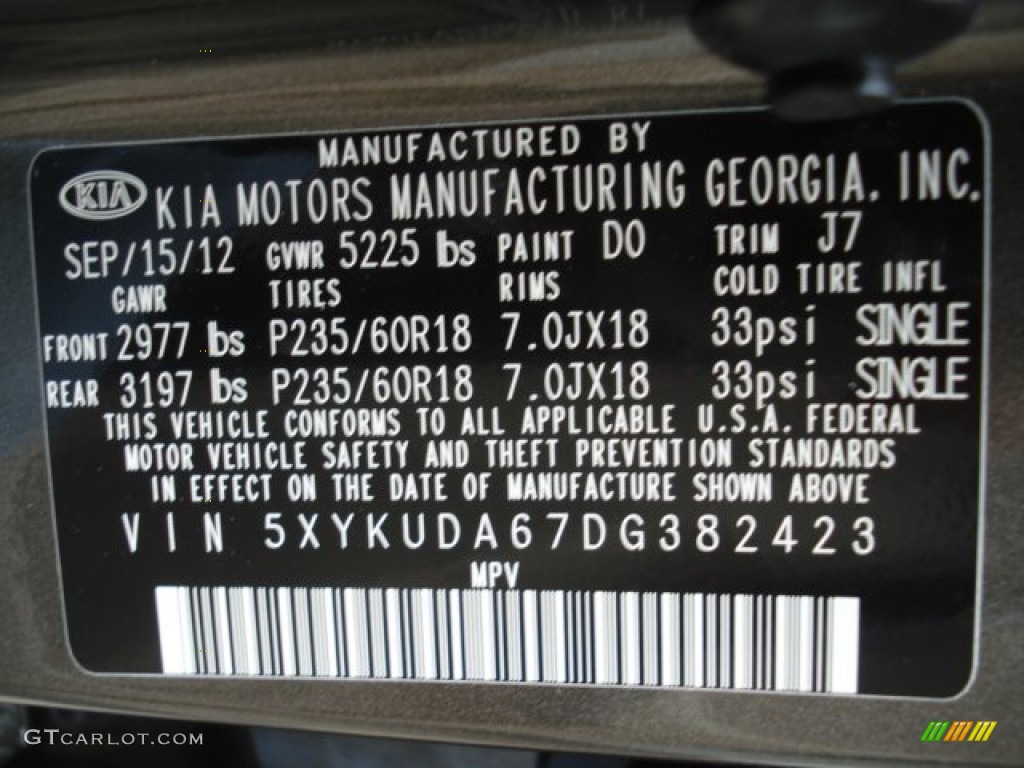 MANUFACTURED BY
KIA KIA MOTORS MANUFACTURING GEORGIA. INC.
SEP/15/12 GVWR 5225 lbs PAINT D0 TRIM J7
GAWR TIRES RIMS COLD TIRE INFL
FRONT 2977 lbs P235/60R18 7.0JX18 33psi SINGLE
REAR 3197 lbs P235/60R18 7.0JX18 33psi SINGLE
THIS VEHICLE CONFORMS TO ALL APPLICABLE U.S.A. FEDERAL
MOTOR VEHICLE SAFETY AND THEFT PREVENTION STANDARDS
IN EFFECT ON THE DATE OF MANUFACTURE SHOWN ABOVE
VIN 5XYKUDA67DG382423
MPV
GTCARLOT.COM